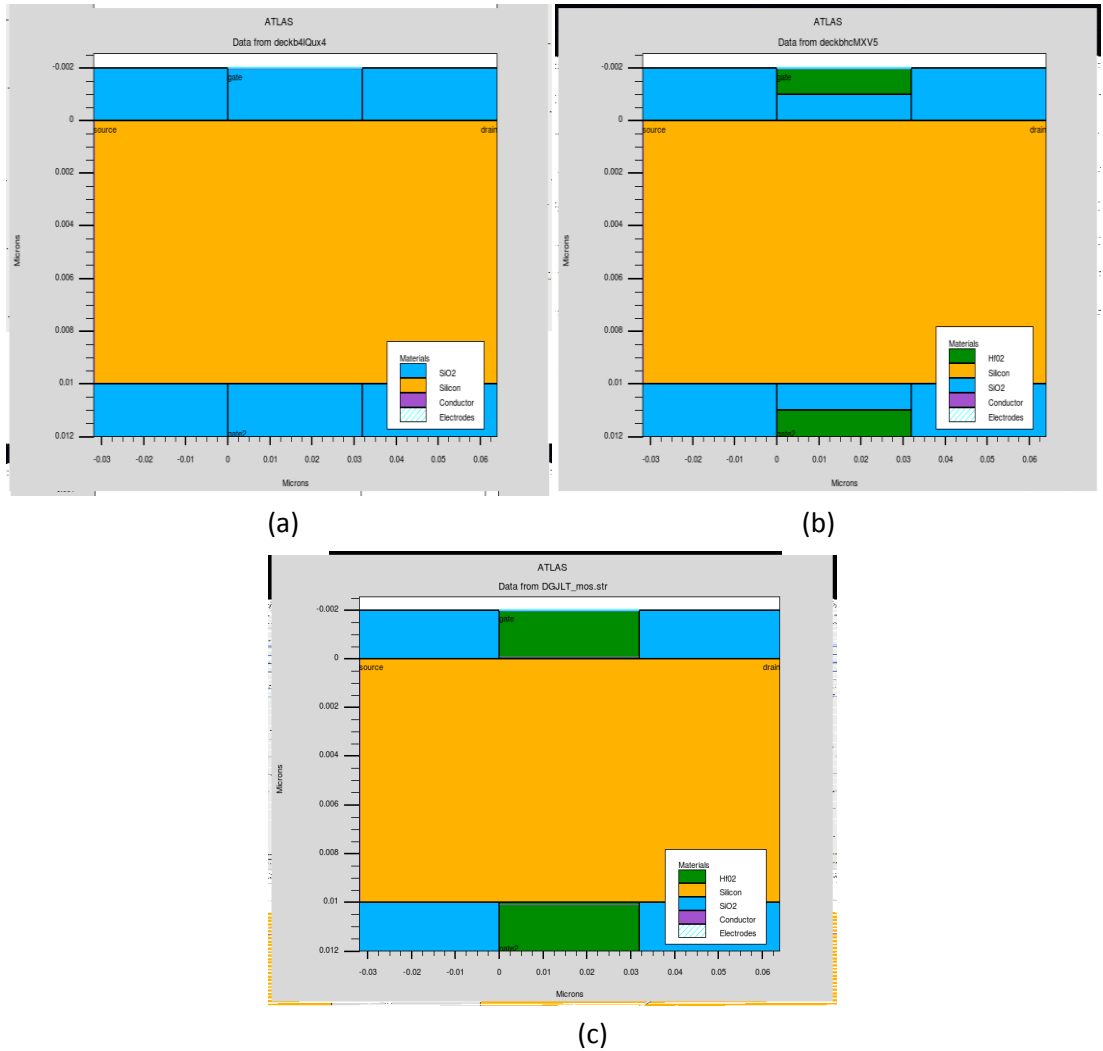 ATLAS
Data from deckb4lQux4
-0.002
gate
0
source
drain
0.002
0.004
Microns
0.006
0.008
Materials
SiO2
Silicon
Conductor
Electrodes
0.01
0.012
gate2
-0.03 -0.02 -0.01 0 0.01 0.02 0.03 0.04 0.05 0.06
Microns
(a)
ATLAS
Data from deckbhcMXV5
-0.002
gate
0
source
drain
0.002
0.004
Microns
0.006
0.008
Materials
Hf02
Silicon
SiO2
Conductor
Electrodes
0.01
0.012
gate2
-0.03 -0.02 -0.01 0 0.01 0.02 0.03 0.04 0.05 0.06
Microns
(b)
ATLAS
Data from DGJLT_mos.str
-0.002
gate
0
source
drain
0.002
0.004
Microns
0.006
0.008
Materials
Hf02
Silicon
SiO2
Conductor
Electrodes
0.01
0.012
gate2
-0.03 -0.02 -0.01 0 0.01 0.02 0.03 0.04 0.05 0.06
Microns
(c)